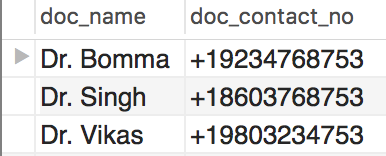 doc_name doc_contact_no
Dr. Bomma +19234768753
Dr. Singh +18603768753
Dr. Vikas +19803234753